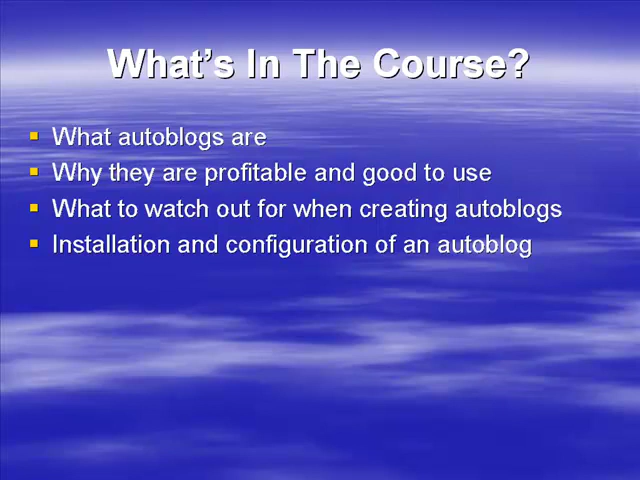 What's In The Course?
What autoblogs are
Why they are profitable and good to use
What to watch out for when creating autoblogs
Installation and configuration of an autoblog